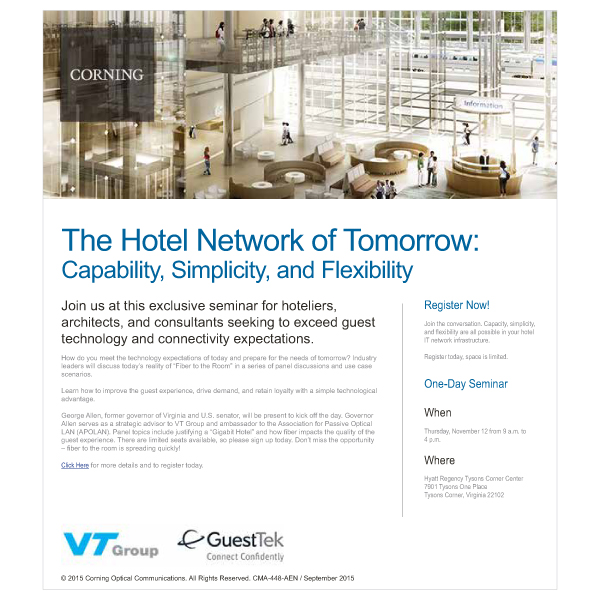 CORNING
Information
The Hotel Network of Tomorrow:
Capability, Simplicity, and Flexibility
Join us at this exclusive seminar for hoteliers,
architects, and consultants seeking to exceed guest
technology and connectivity expectations.
How do you meet the technology expectations of today and prepare for the needs of tomorrow? Industry
leaders will discuss today's reality of "Fiber to the Room" in a series of panel discussions and use case
scenarios.
Learn how to improve the guest experience, drive demand, and retain loyalty with a simple technological
advantage.
George Allen, former governor of Virginia and U.S. senator, will be present to kick off the day. Governor
Allen serves as a strategic advisor to VT Group and ambassador to the Association for Passive Optical
LAN (APOLAN). Panel topics include justifying a "Gigabit Hotel" and how fiber impacts the quality of the
guest experience. There are limited seats available, so please sign up today. Don't miss the opportunity
– fiber to the room is spreading quickly!
Click Here for more details and to register today.
Register Now!
Join the conversation. Capacity, simplicity,
and flexibility are all possible in your hotel
IT network infrastructure.
Register today, space is limited.
One-Day Seminar
When
Thursday, November 12 from 9 a.m. to
4 p.m.
Where
Hyatt Regency Tysons Corner Center
7901 Tysons One Place
Tysons Corner, Virginia 22102
VT Group
GuestTek
Connect Confidently
© 2015 Corning Optical Communications. All Rights Reserved. CMA-448-AEN / September 2015